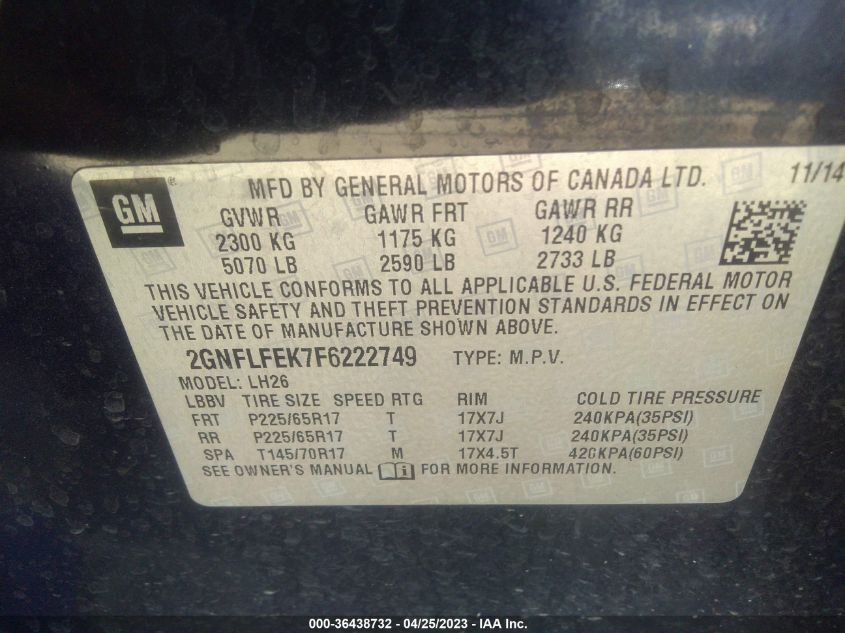 GM
® MFD BY GENERAL MOTORS OF CANADA LTD. 11/14
GVWR GAWR FRT GAWR RR
2300 KG 1175 KG 1240 KG
5070 LB 2590 LB 2733 LB
THIS VEHICLE CONFORMS TO ALL APPLICABLE U.S. FEDERAL MOTOR
VEHICLE SAFETY AND THEFT PREVENTION STANDARDS IN EFFECT ON
THE DATE OF MANUFACTURE SHOWN ABOVE.
2GNFLFEK7F6222749 TYPE: M.P.V.
MODEL: LH26
LBBV TIRE SIZE SPEED RTG RIM COLD TIRE PRESSURE
FRT P225/65R17 T 17X7J 240KPA(35PSI)
RR P225/65R17 T 17X7J 240KPA(35PSI)
SPA T145/70R17 M 17X4.5T 420KPA(60PSI)
SEE OWNER'S MANUAL FOR MORE INFORMATION.
000-36438732 - 04/25/2023 - IAA Inc.